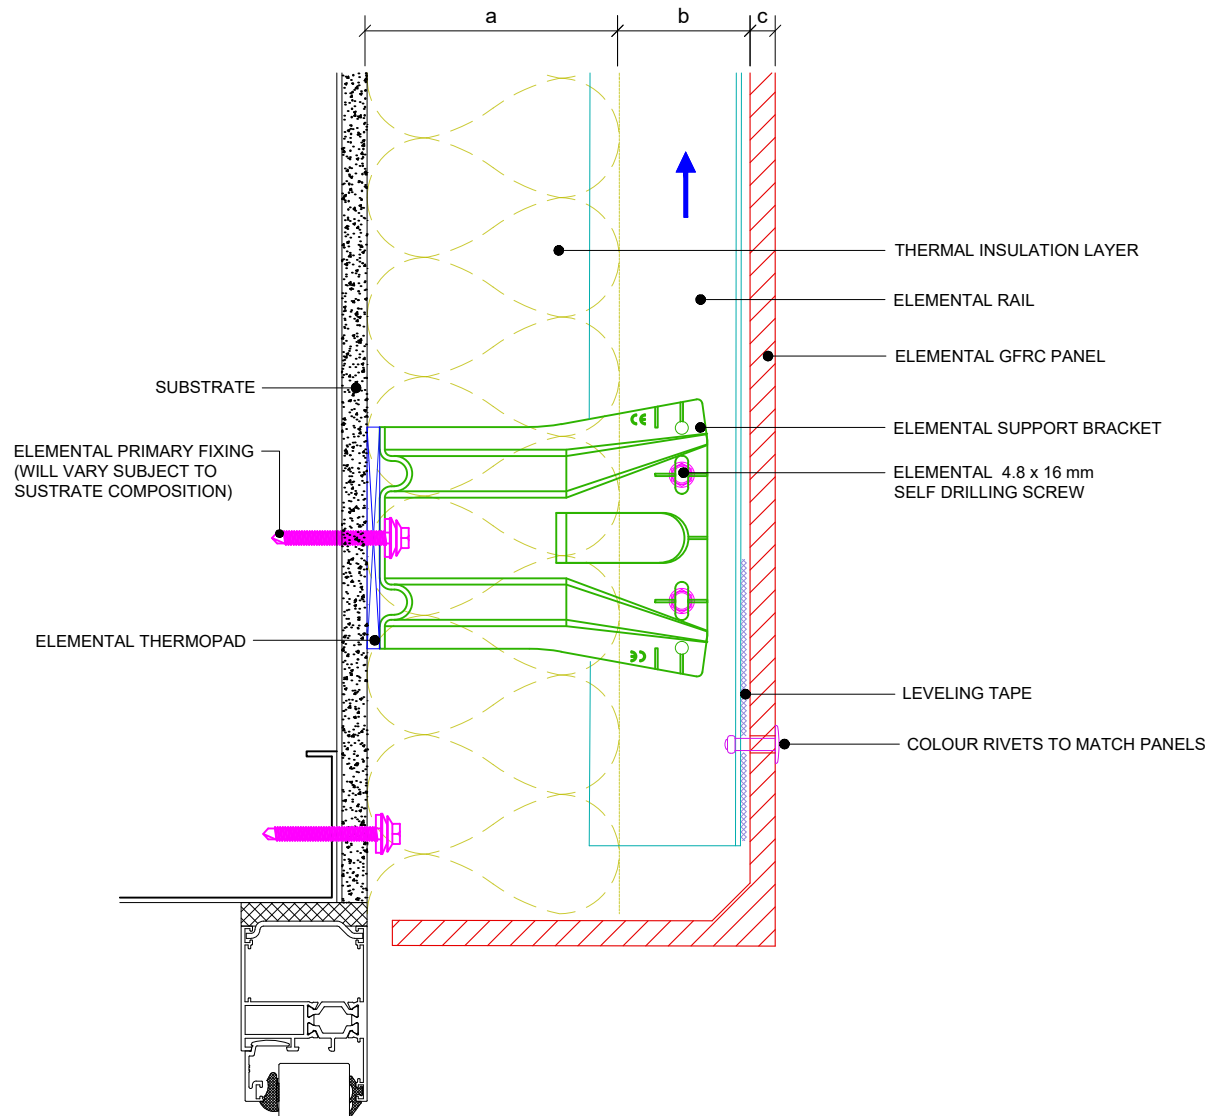 a
b
c
THERMAL INSULATION LAYER
ELEMENTAL RAIL
ELEMENTAL GFRC PANEL
SUBSTRATE
ELEMENTAL SUPPORT BRACKET
ELEMENTAL PRIMARY FIXING
(WILL VARY SUBJECT TO
SUSTRATE COMPOSITION)
ELEMENTAL 4.8 x 16 mm
SELF DRILLING SCREW
ELEMENTAL THERMOPAD
LEVELING TAPE
COLOUR RIVETS TO MATCH PANELS
CE
CE